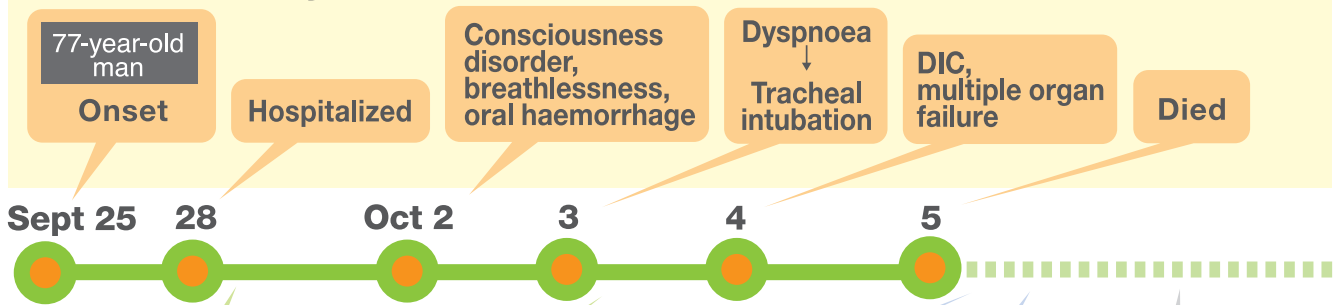 77-year-old
man
Onset
Hospitalized
Consciousness
disorder,
breathlessness,
oral haemorrhage
Dyspnoea
↓
Tracheal
intubation
DIC,
multiple organ
failure
Died
Sept 25
28
Oct 2
3
4
5